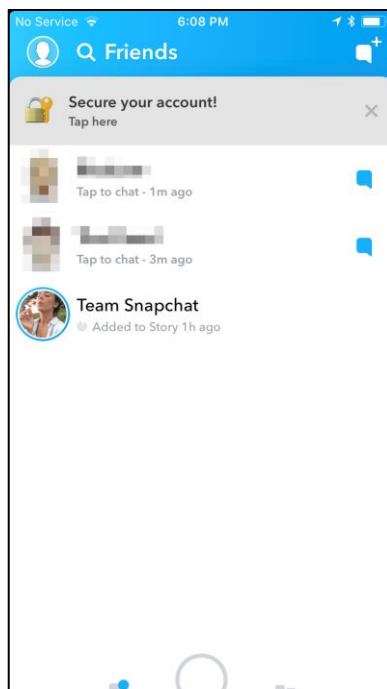 No Service 6:08 PM
Friends
Secure your account!
Tap here
Tap to chat - 1m ago
Tap to chat - 3m ago
Team Snapchat
Added to Story 1h ago